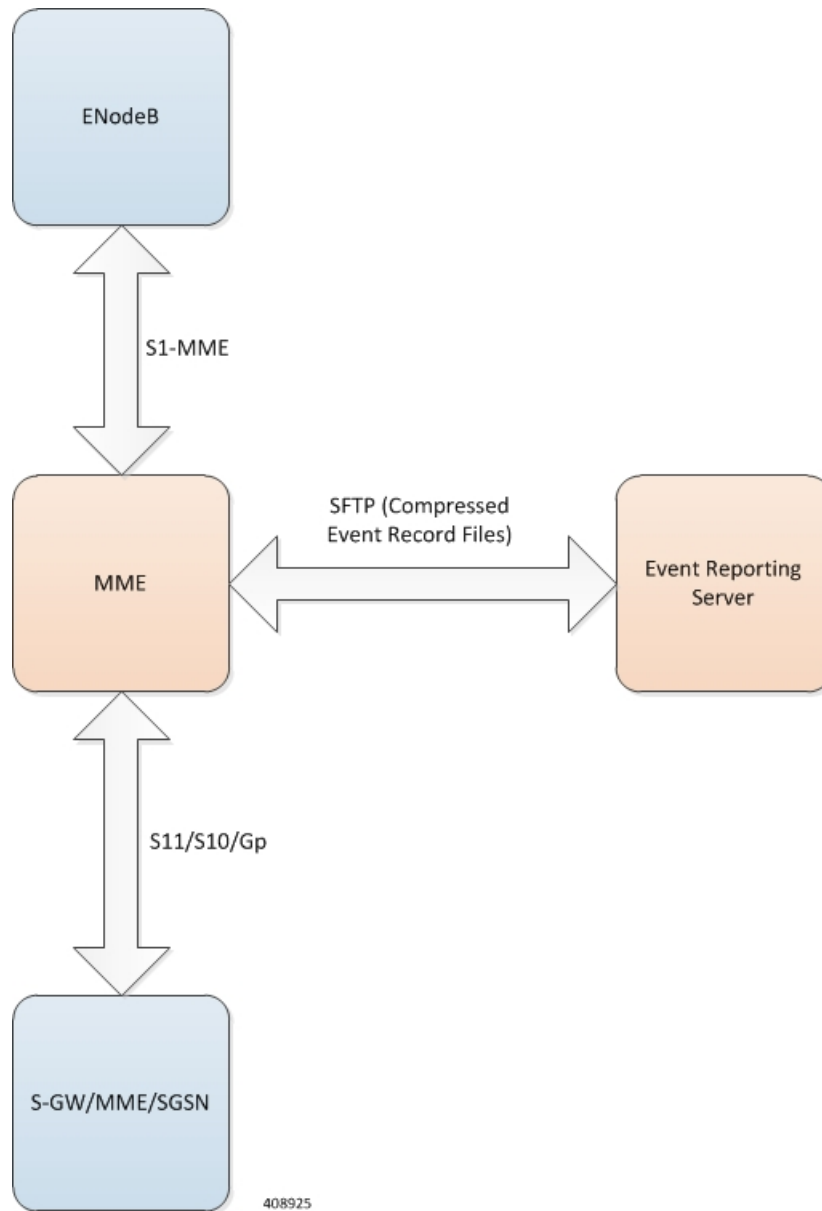 ENodeB
S1-MME
SFTP (Compressed
Event Record Files)
MME
Event Reporting
Server
S11/S10/Gp
S-GW/MME/SGSN
408925